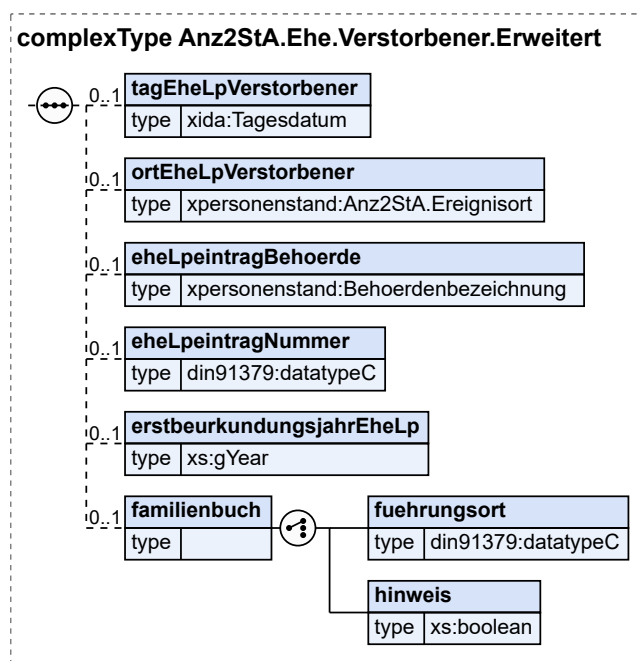 complexType Anz2StA.Ehe.Verstorbener.Erweitert
0..1 tagEheLpVerstorbener
type xida:Tagesdatum
0..1 ortEheLpVerstorbener
type xpersonenstand:Anz2StA.Ereignisort
0..1 eheLpeintragBehoerde
type xpersonenstand:Behoerdenbezeichnung
0..1 eheLpeintragNummer
type din91379:datatypeC
0..1 erstbeurkundungsjahrEheLp
type xs:gYear
0..1 familienbuch fuehrungsort
type type din91379:datatypeC
hinweis
type xs:boolean